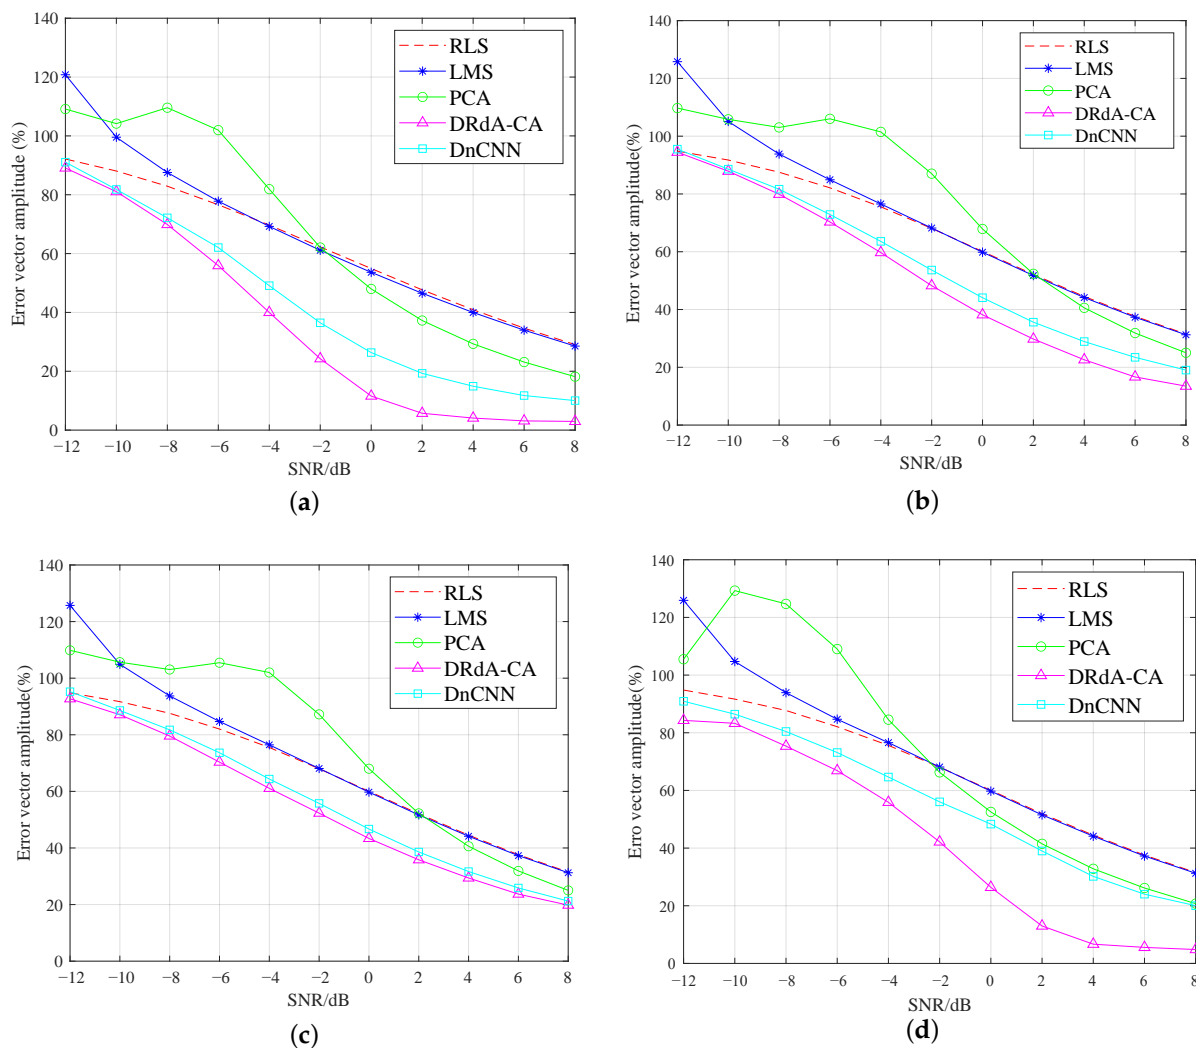 140
120
100
80
60
40
20
0
Error vector amplitude (%)
RLS
LMS
PCA
DRdA-CA
DnCNN
−12 −10 −8 −6 −4 −2 0 2 4 6 8
SNR/dB
(a)
140
120
100
80
60
40
20
0
Error vector amplitude(%)
RLS
LMS
PCA
DRdA-CA
DnCNN
−12 −10 −8 −6 −4 −2 0 2 4 6 8
SNR/dB
(b)
140
120
100
80
60
40
20
0
Error vector amplitude(%)
RLS
LMS
PCA
DRdA-CA
DnCNN
−12 −10 −8 −6 −4 −2 0 2 4 6 8
SNR/dB
(c)
140
120
100
80
60
40
20
0
Erro vector amplitude(%)
RLS
LMS
PCA
DRdA-CA
DnCNN
−12 −10 −8 −6 −4 −2 0 2 4 6 8
SNR/dB
(d)